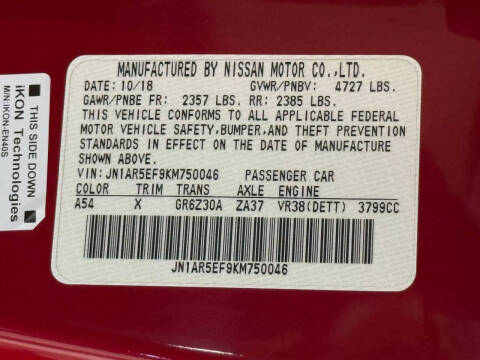 MANUFACTURED BY NISSAN MOTOR CO.,LTD.
DATE: 10/18 GVWR/PNBV: 4727 LBS.
GAWR/PNBE FR: 2357 LBS. RR: 2385 LBS.
THIS VEHICLE CONFORMS TO ALL APPLICABLE FEDERAL
MOTOR VEHICLE SAFETY,BUMPER,AND THEFT PREVENTION
STANDARDS IN EFFECT ON THE DATE OF MANUFACTURE
SHOWN ABOVE.
VIN: JN1AR5EF9KM750046 PASSENGER CAR
COLOR TRIM TRANS AXLE ENGINE
A54 X GR6Z30A ZA37 VR38(DETT) 3799CC
JN1AR5EF9KM750046
THIS SIDE DOWN
iKON Technologies
M/N:IKON-EN40S